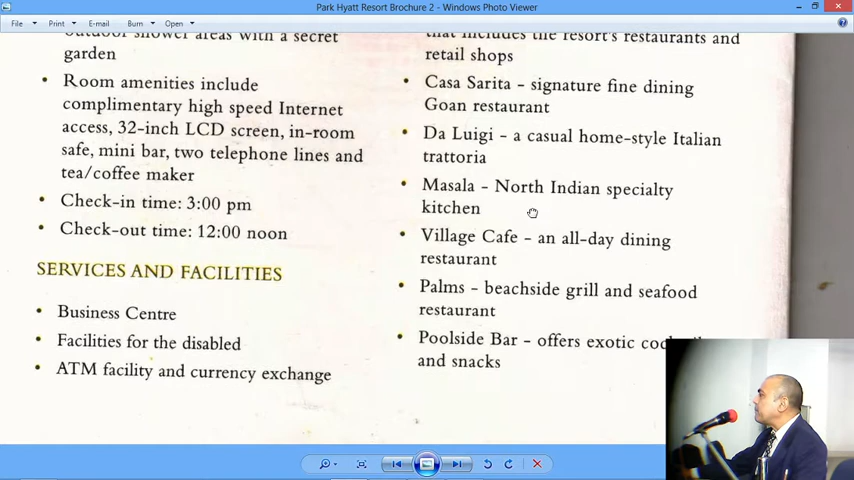 Park Hyatt Resort Brochure 2 - Windows Photo Viewer
File Print E-mail Burn Open
outdoor shower areas with a secret
garden
• Room amenities include
complimentary high speed Internet
access, 32-inch LCD screen, in-room
safe, mini bar, two telephone lines and
tea/coffee maker
• Check-in time: 3:00 pm
• Check-out time: 12:00 noon
SERVICES AND FACILITIES
• Business Centre
• Facilities for the disabled
• ATM facility and currency exchange
that includes the resort's restaurants and
retail shops
• Casa Sarita - signature fine dining
Goan restaurant
• Da Luigi - a casual home-style Italian
trattoria
• Masala - North Indian specialty
kitchen
• Village Cafe - an all-day dining
restaurant
• Palms - beachside grill and seafood
restaurant
• Poolside Bar - offers exotic
and snacks